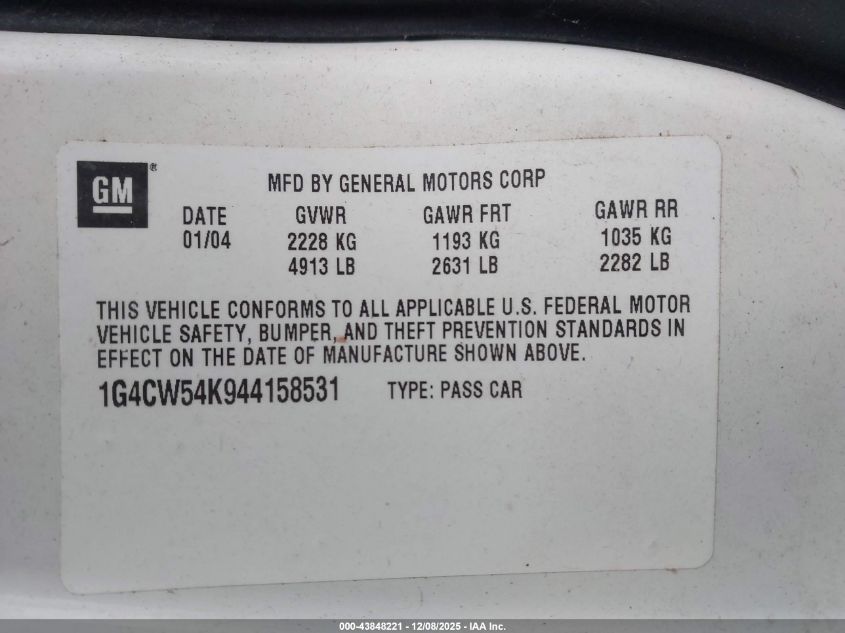 GM®
MFD BY GENERAL MOTORS CORP
DATE GVWR GAWR FRT GAWR RR
01/04 2228 KG 1193 KG 1035 KG
4913 LB 2631 LB 2282 LB
THIS VEHICLE CONFORMS TO ALL APPLICABLE U.S. FEDERAL MOTOR
VEHICLE SAFETY, BUMPER, AND THEFT PREVENTION STANDARDS IN
EFFECT ON THE DATE OF MANUFACTURE SHOWN ABOVE.
1G4CW54K944158531 TYPE: PASS CAR
000-43848221 - 12/08/2025 - IAA Inc.